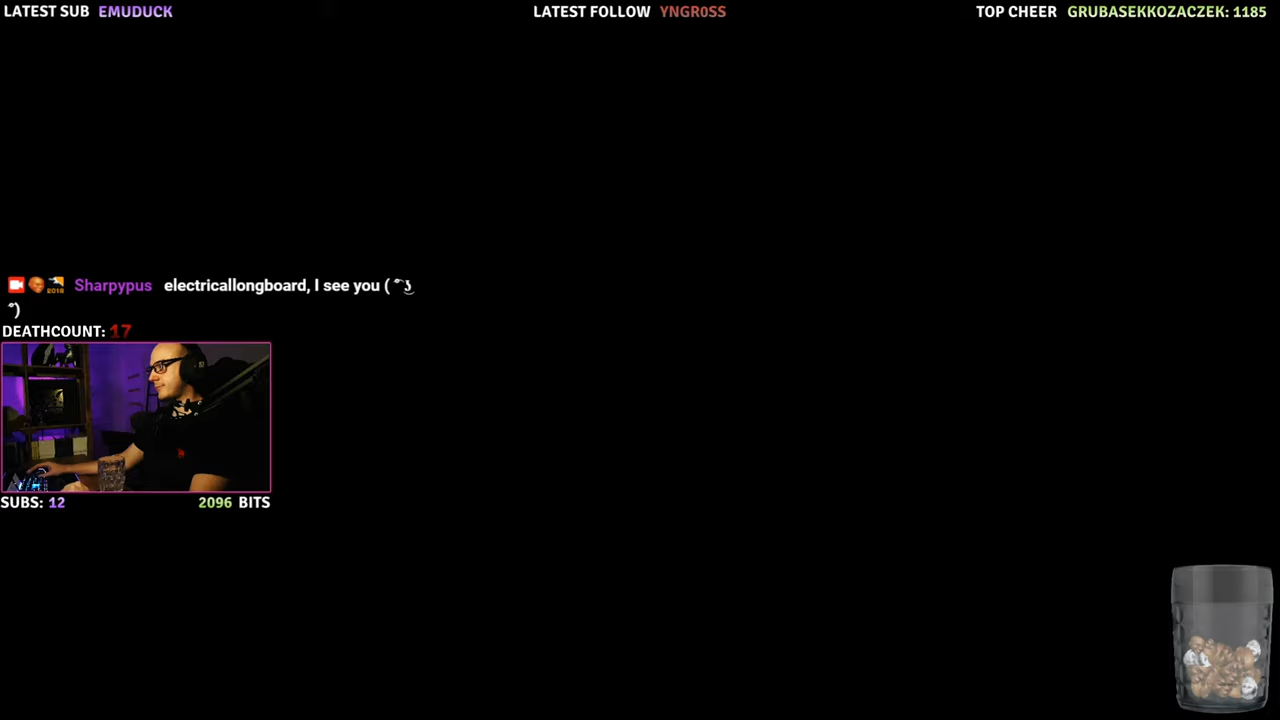 LATEST SUB EMUDUCK
LATEST FOLLOW YNGR0SS
TOP CHEER GRUBASEKKOZACZEK: 1185
Sharpypus electricallongboard, I see you ( ͡° ͜ʖ
͡°)
DEATHCOUNT: 17
SUBS: 12
2096 BITS